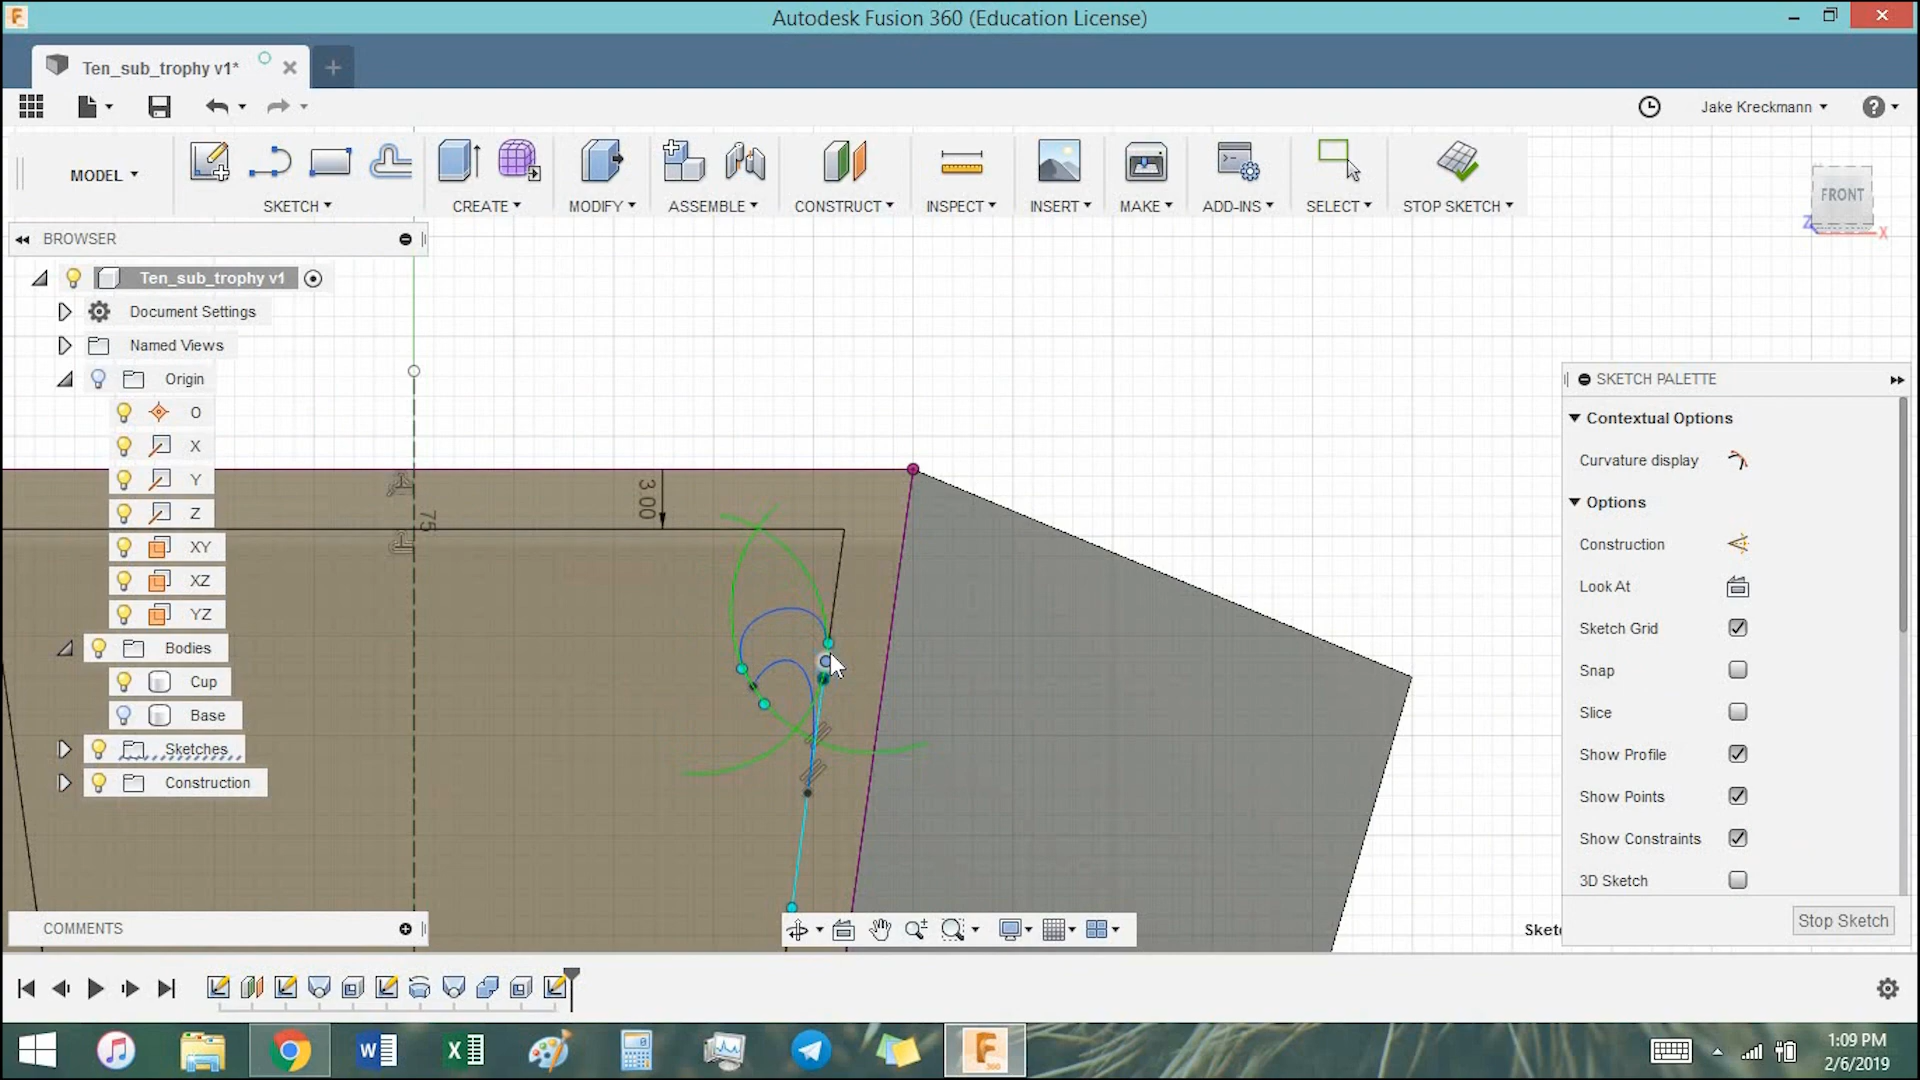 Autodesk Fusion 360 (Education License)
Ten_sub_trophy v1*
Jake Kreckmann
MODEL
SKETCH
CREATE
MODIFY
ASSEMBLE
CONSTRUCT
INSPECT
INSERT
MAKE
ADD-INS
SELECT
STOP SKETCH
FRONT
Z
X
BROWSER
Ten_sub_trophy v1
Document Settings
Named Views
Origin
O
X
Y
Z
XY
XZ
YZ
Bodies
Cup
Base
Sketches
Construction
3.00
75
SKETCH PALETTE
Contextual Options
Curvature display
Options
Construction
Look At
Sketch Grid
Snap
Slice
Show Profile
Show Points
Show Constraints
3D Sketch
Stop Sketch
COMMENTS
Sket
1:09 PM
2/6/2019